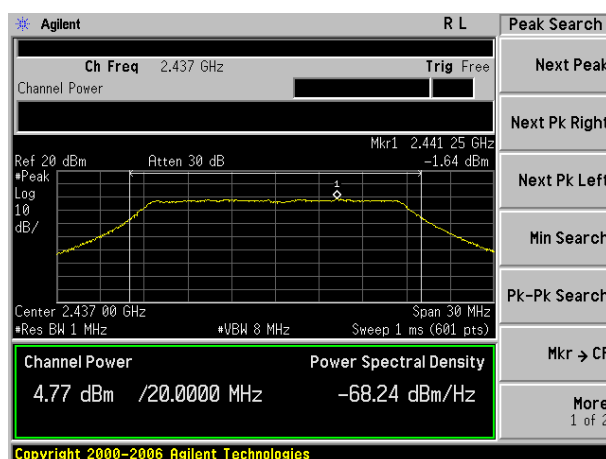 Agilent R L Peak Search
Ch Freq 2.437 GHz Trig Free
Channel Power
Mkr1 2.441 25 GHz
Ref 20 dBm Atten 30 dB -1.64 dBm
#Peak
Log
10
dB/
1
Center 2.437 00 GHz Span 30 MHz
#Res BW 1 MHz #VBW 8 MHz Sweep 1 ms (601 pts)
Channel Power Power Spectral Density
4.77 dBm /20.0000 MHz -68.24 dBm/Hz
Copyright 2000-2006 Agilent Technologies
Next Peak
Next Pk Right
Next Pk Left
Min Search
Pk-Pk Search
Mkr → CF
More
1 of 2